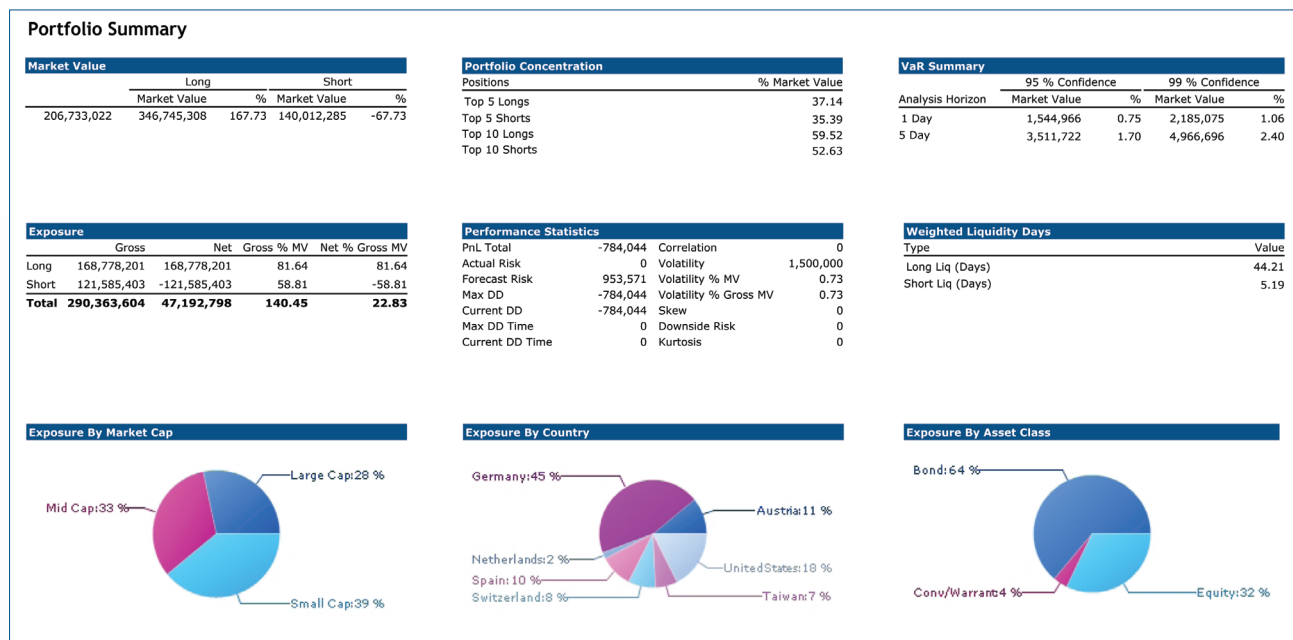 Portfolio Summary
Market Value
Long Short
Market Value % Market Value %
206,733,022 346,745,308 167.73 140,012,285 -67.73
Portfolio Concentration
Positions % Market Value
Top 5 Longs 37.14
Top 5 Shorts 35.39
Top 10 Longs 59.52
Top 10 Shorts 52.63
VaR Summary
95 % Confidence 99 % Confidence
Analysis Horizon Market Value % Market Value %
1 Day 1,544,966 0.75 2,185,075 1.06
5 Day 3,511,722 1.70 4,966,696 2.40
Exposure
Gross Net Gross % MV Net % Gross MV
Long 168,778,201 168,778,201 81.64 81.64
Short 121,585,403 -121,585,403 58.81 -58.81
Total 290,363,604 47,192,798 140.45 22.83
Performance Statistics
PnL Total -784,044 Correlation 0
Actual Risk 0 Volatility 1,500,000
Forecast Risk 953,571 Volatility % MV 0.73
Max DD -784,044 Volatility % Gross MV 0.73
Current DD -784,044 Skew 0
Max DD Time 0 Downside Risk 0
Current DD Time 0 Kurtosis 0
Weighted Liquidity Days
Type Value
Long Liq (Days) 44.21
Short Liq (Days) 5.19
Exposure By Market Cap
Large Cap:28 %
Mid Cap:33 %
Small Cap:39 %
Exposure By Country
Germany:45 %
Austria:11 %
Netherlands:2 %
UnitedStates:18 %
Spain:10 %
Switzerland:8 %
Taiwan:7 %
Exposure By Asset Class
Bond:64 %
Conv/Warrant:4 %
Equity:32 %